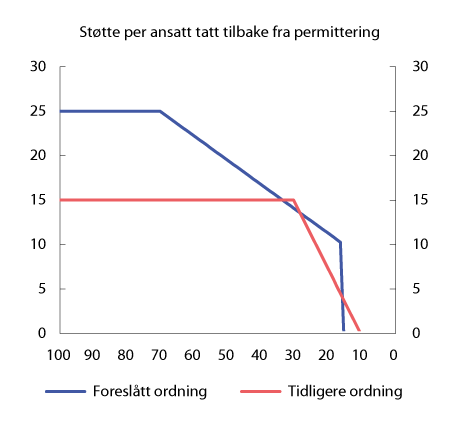 Støtte per ansatt tatt tilbake fra permittering
30 30
25 25
20 20
15 15
10 10
5 5
0 0
100 90 80 70 60 50 40 30 20 10 0
Foreslått ordning Tidligere ordning